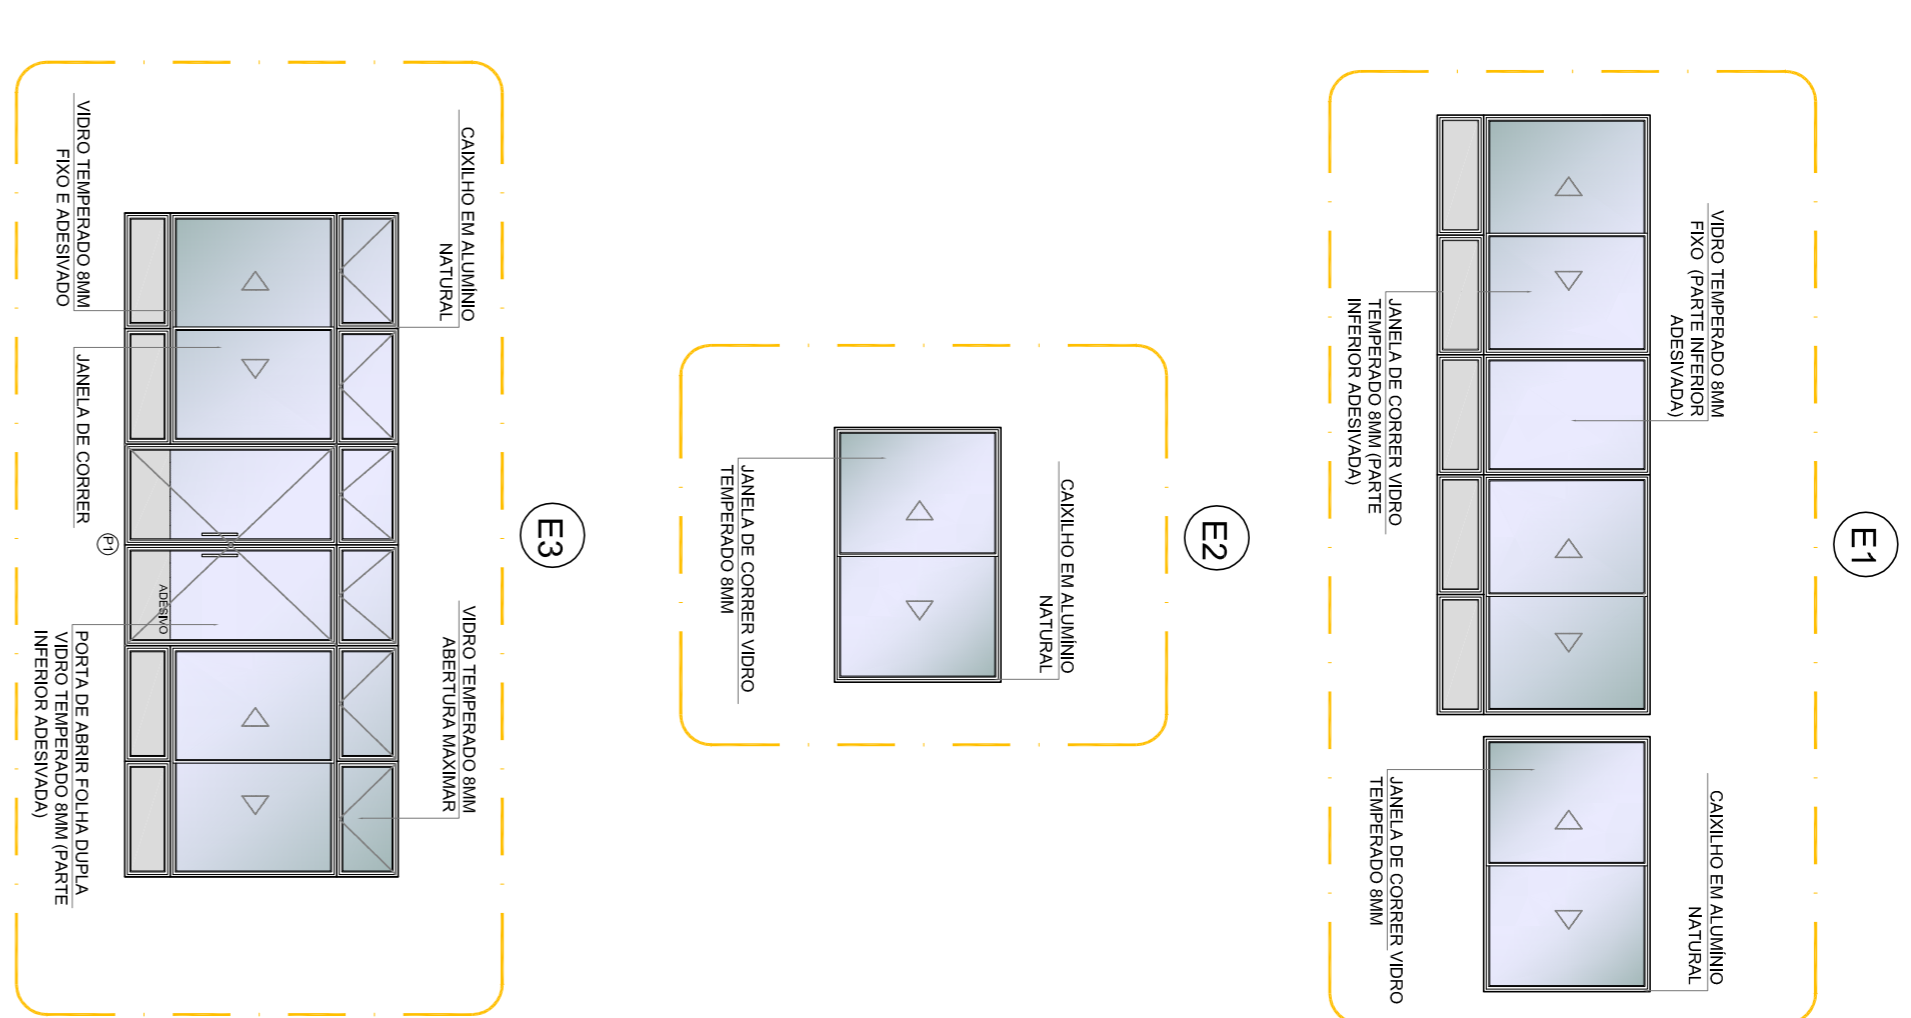 E1
VIDRO TEMPERADO 8MM
FIXO (PARTE INFERIOR
ADESIVADA)
CAIXILHO EM ALUMÍNIO
NATURAL
JANELA DE CORRER VIDRO
TEMPERADO 8MM (PARTE
INFERIOR ADESIVADA)
JANELA DE CORRER VIDRO
TEMPERADO 8MM
E2
CAIXILHO EM ALUMÍNIO
NATURAL
JANELA DE CORRER VIDRO
TEMPERADO 8MM
E3
CAIXILHO EM ALUMÍNIO
NATURAL
VIDRO TEMPERADO 8MM
ABERTURA MAXIMAR
ADESIVO
P1
VIDRO TEMPERADO 8MM
FIXO E ADESIVADO
JANELA DE CORRER
PORTA DE ABRIR FOLHA DUPLA
VIDRO TEMPERADO 8MM (PARTE
INFERIOR ADESIVADA)